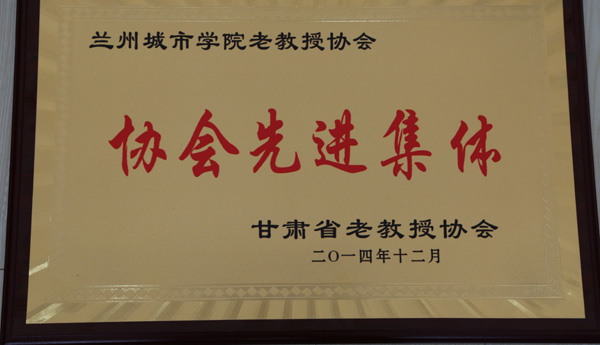 兰州城市学院老教授协会
协会先进集体
甘肃省老教授协会
二〇一四年十二月